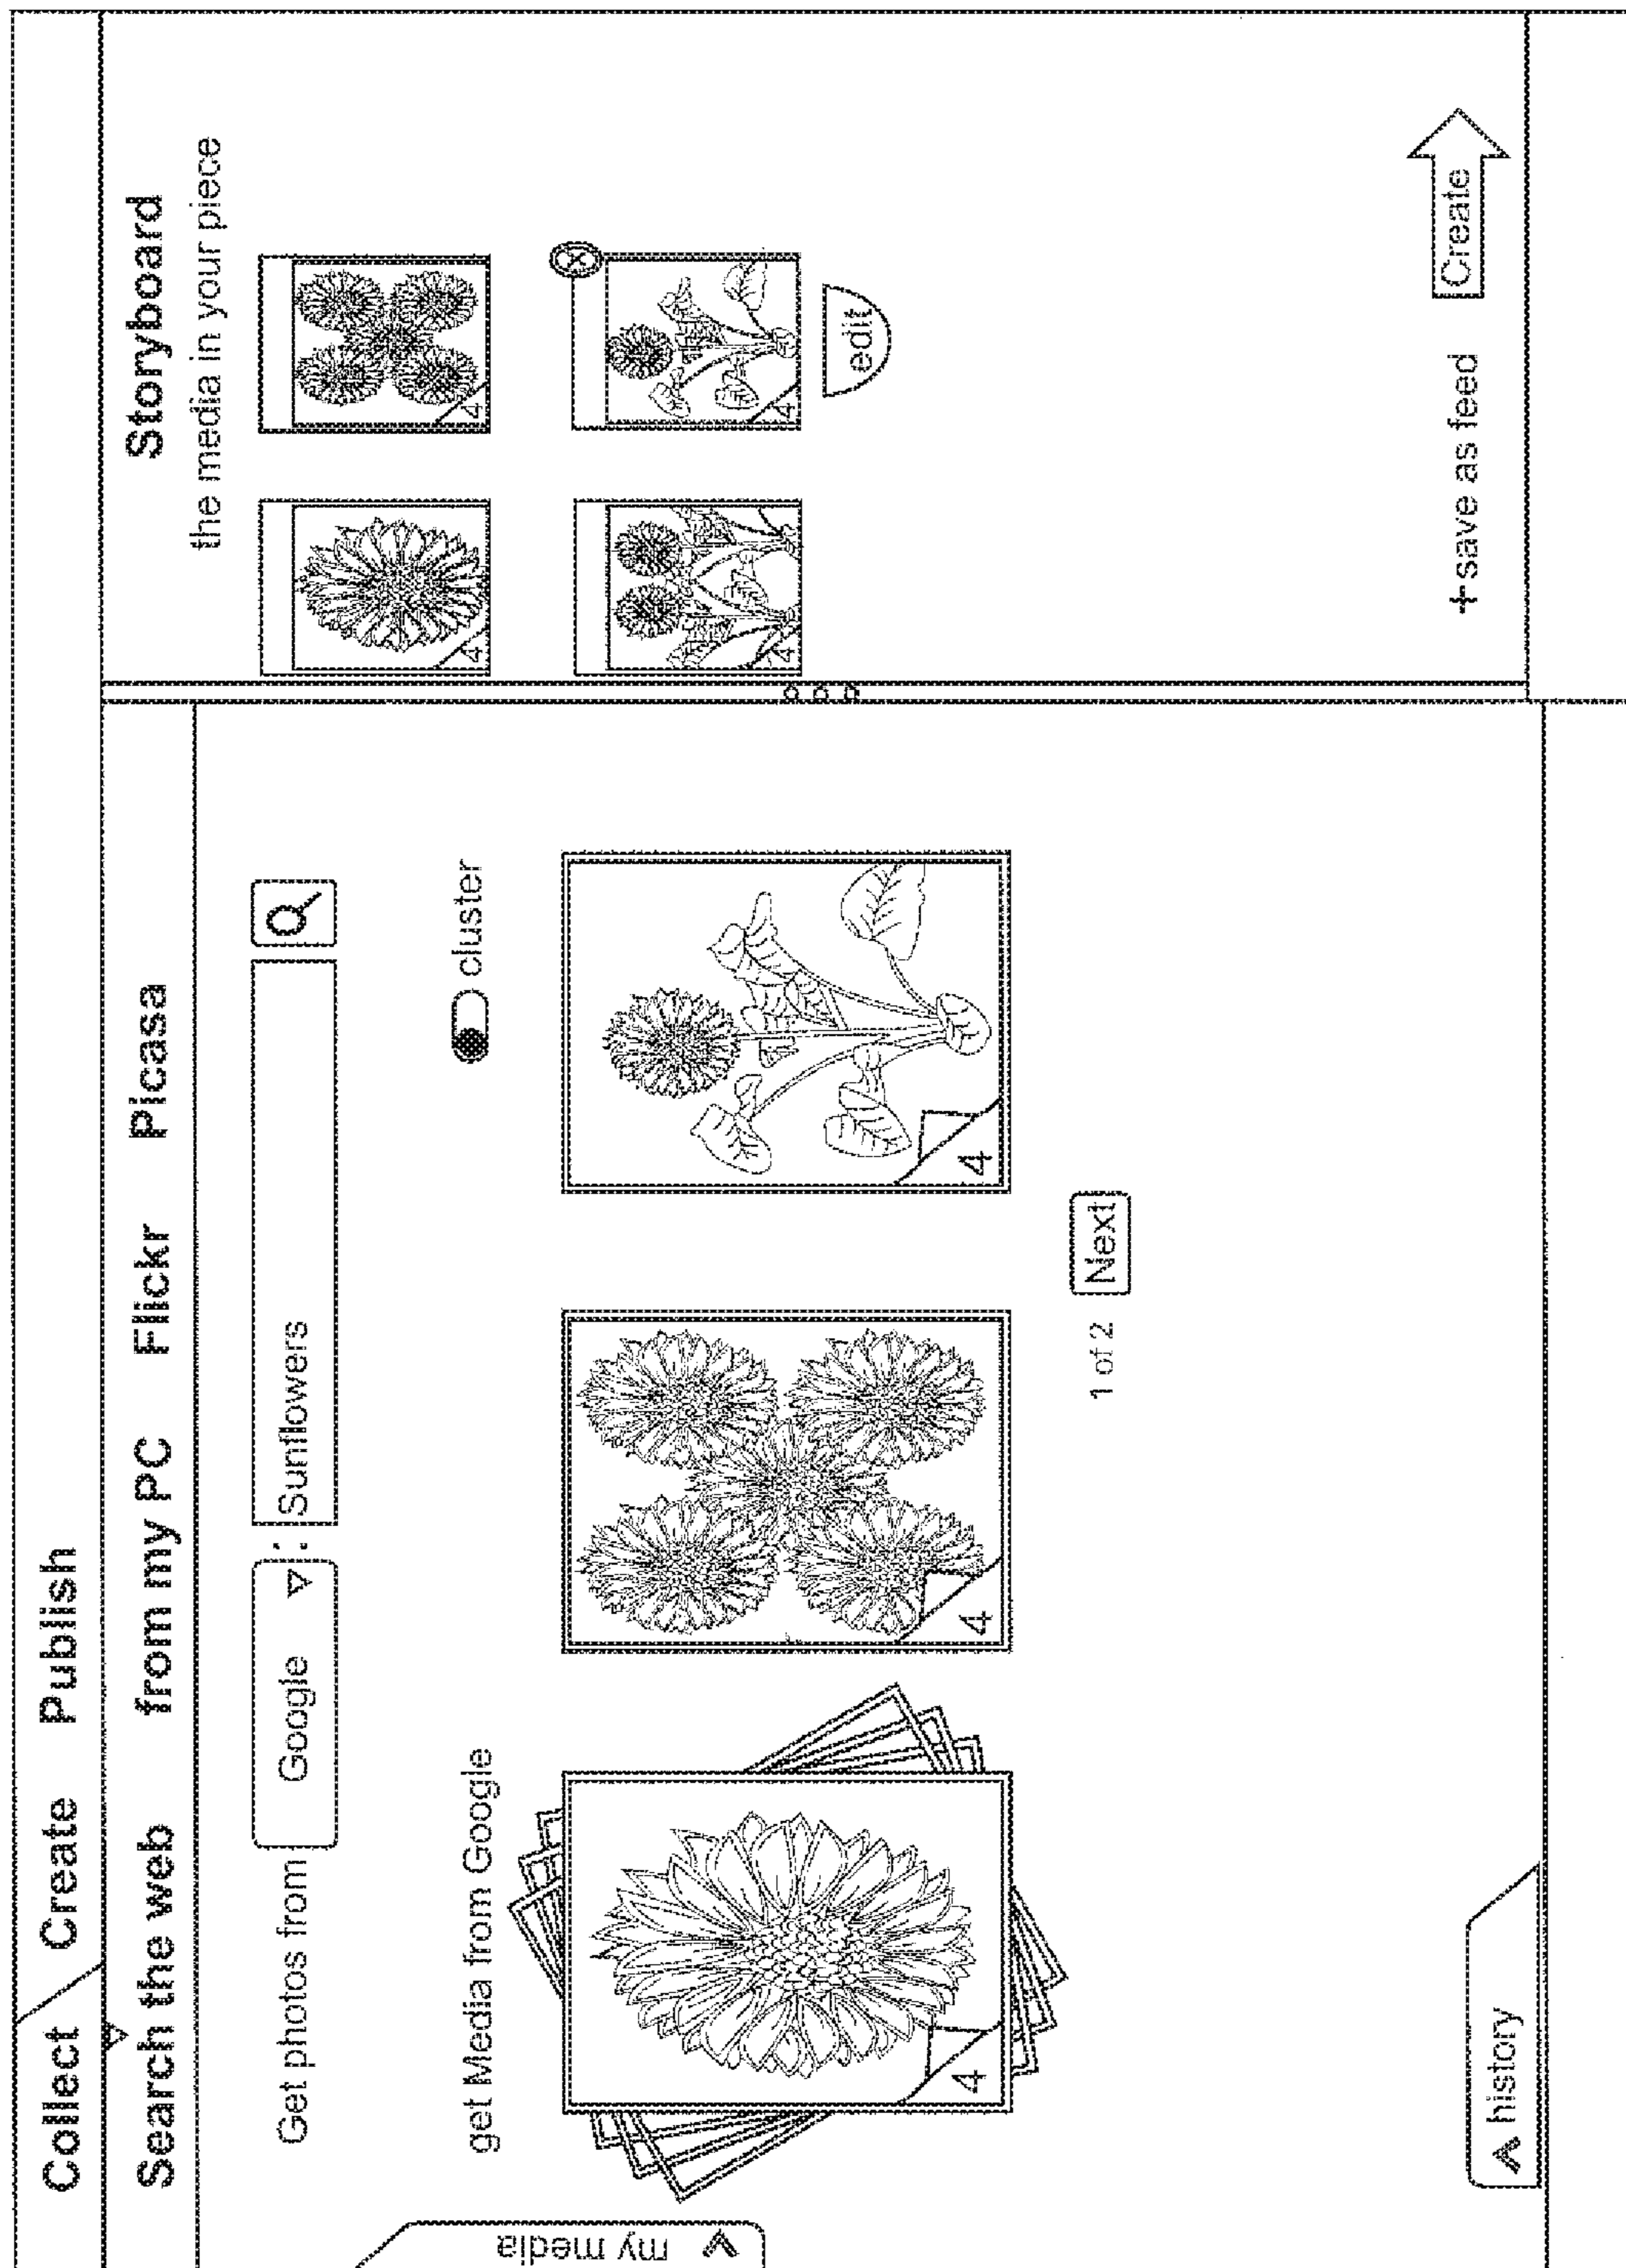 Collect Create Publish
Search the web from my PC Flickr Picasa
Get photos from Google : Sunflowers
get Media from Google
cluster
4
4
4
1 of 2 Next
my media
history
Storyboard
the media in your piece
4
4
4
4
X
edit
+ save as feed
Create